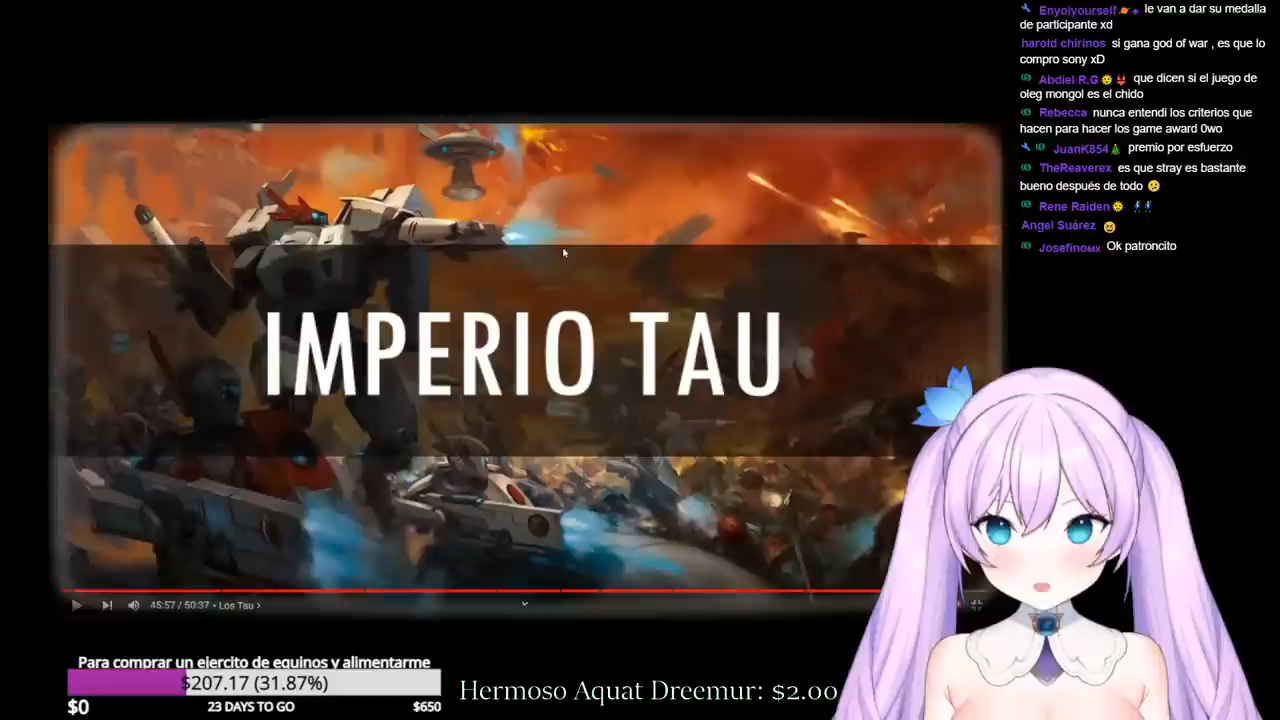 Enyolyourself le van a dar su medalla
de participante xd
harold chirinos si gana god of war , es que lo
compro sony xD
Abdiel R.G que dicen si el juego de
oleg mongol es el chido
Rebecca nunca entendi los criterios que
hacen para hacer los game award 0wo
JuanK854 premio por esfuerzo
TheReaverex es que stray es bastante
bueno después de todo
Rene Raiden
Angel Suárez
Josefinoмx Ok patroncito
IMPERIO TAU
45:57 / 50:37 • Los Tau ›
Para comprar un ejercito de equinos y alimentarme
$207.17 (31.87%)
$0 23 DAYS TO GO $650
Hermoso Aquat Dreemur: $2.00